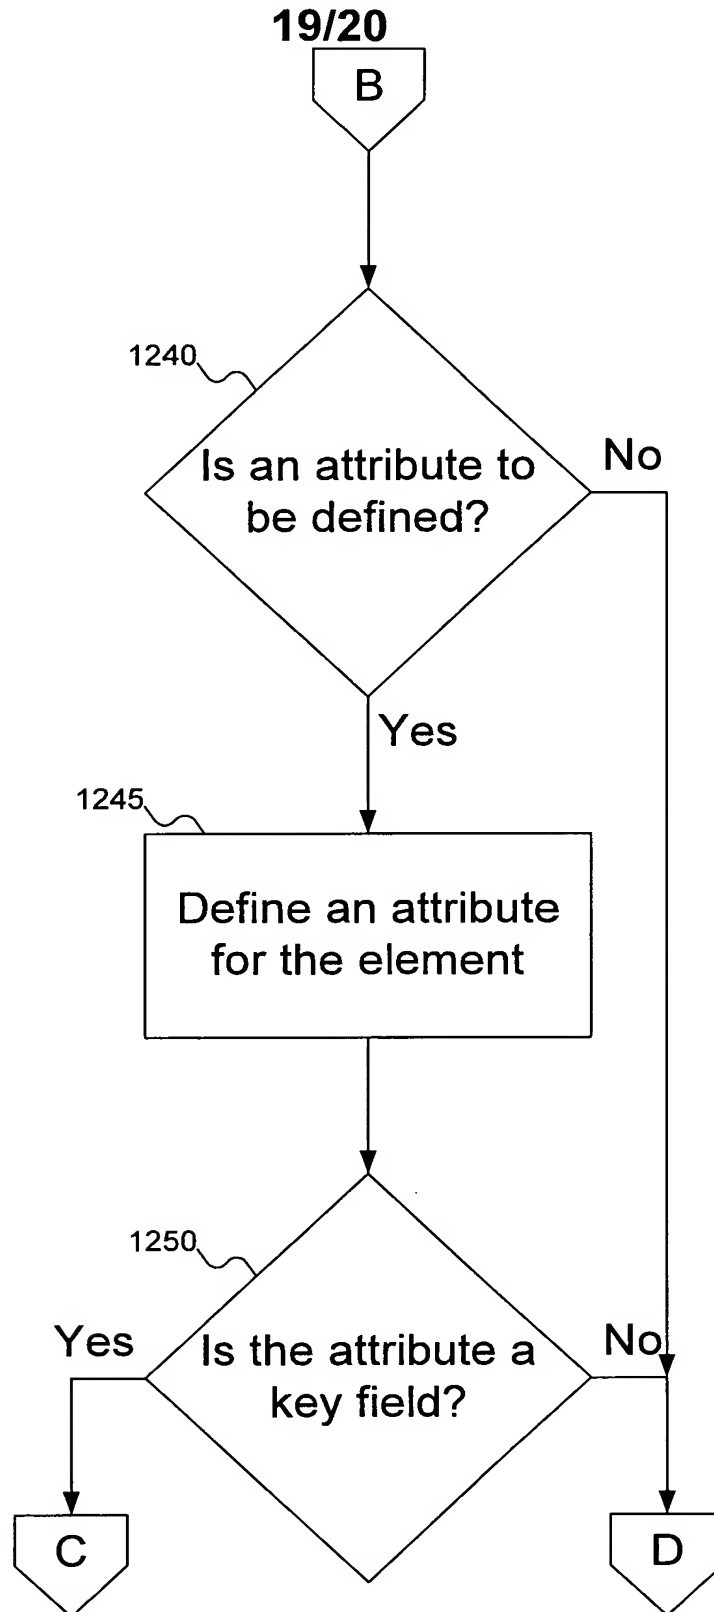 19/20
B
1240
Is an attribute to
be defined?
No
Yes
1245
Define an attribute
for the element
1250
Yes
Is the attribute a
key field?
No
C
D